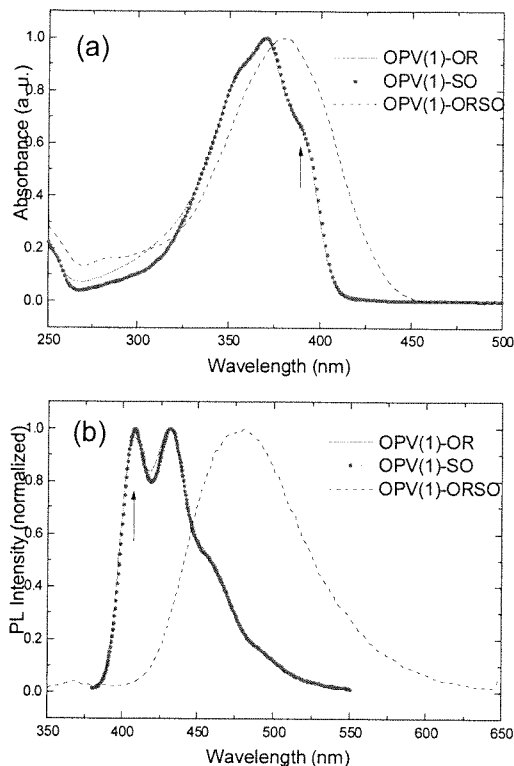 (a)
OPV(1)-OR
OPV(1)-SO
OPV(1)-ORSO
Absorbance (a.u.)
1.0
0.8
0.6
0.4
0.2
0.0
250 300 350 400 450 500
Wavelength (nm)
(b)
OPV(1)-OR
OPV(1)-SO
OPV(1)-ORSO
PL Intensity (normalized)
1.0
0.8
0.6
0.4
0.2
0.0
350 400 450 500 550 600 650
Wavelength (nm)